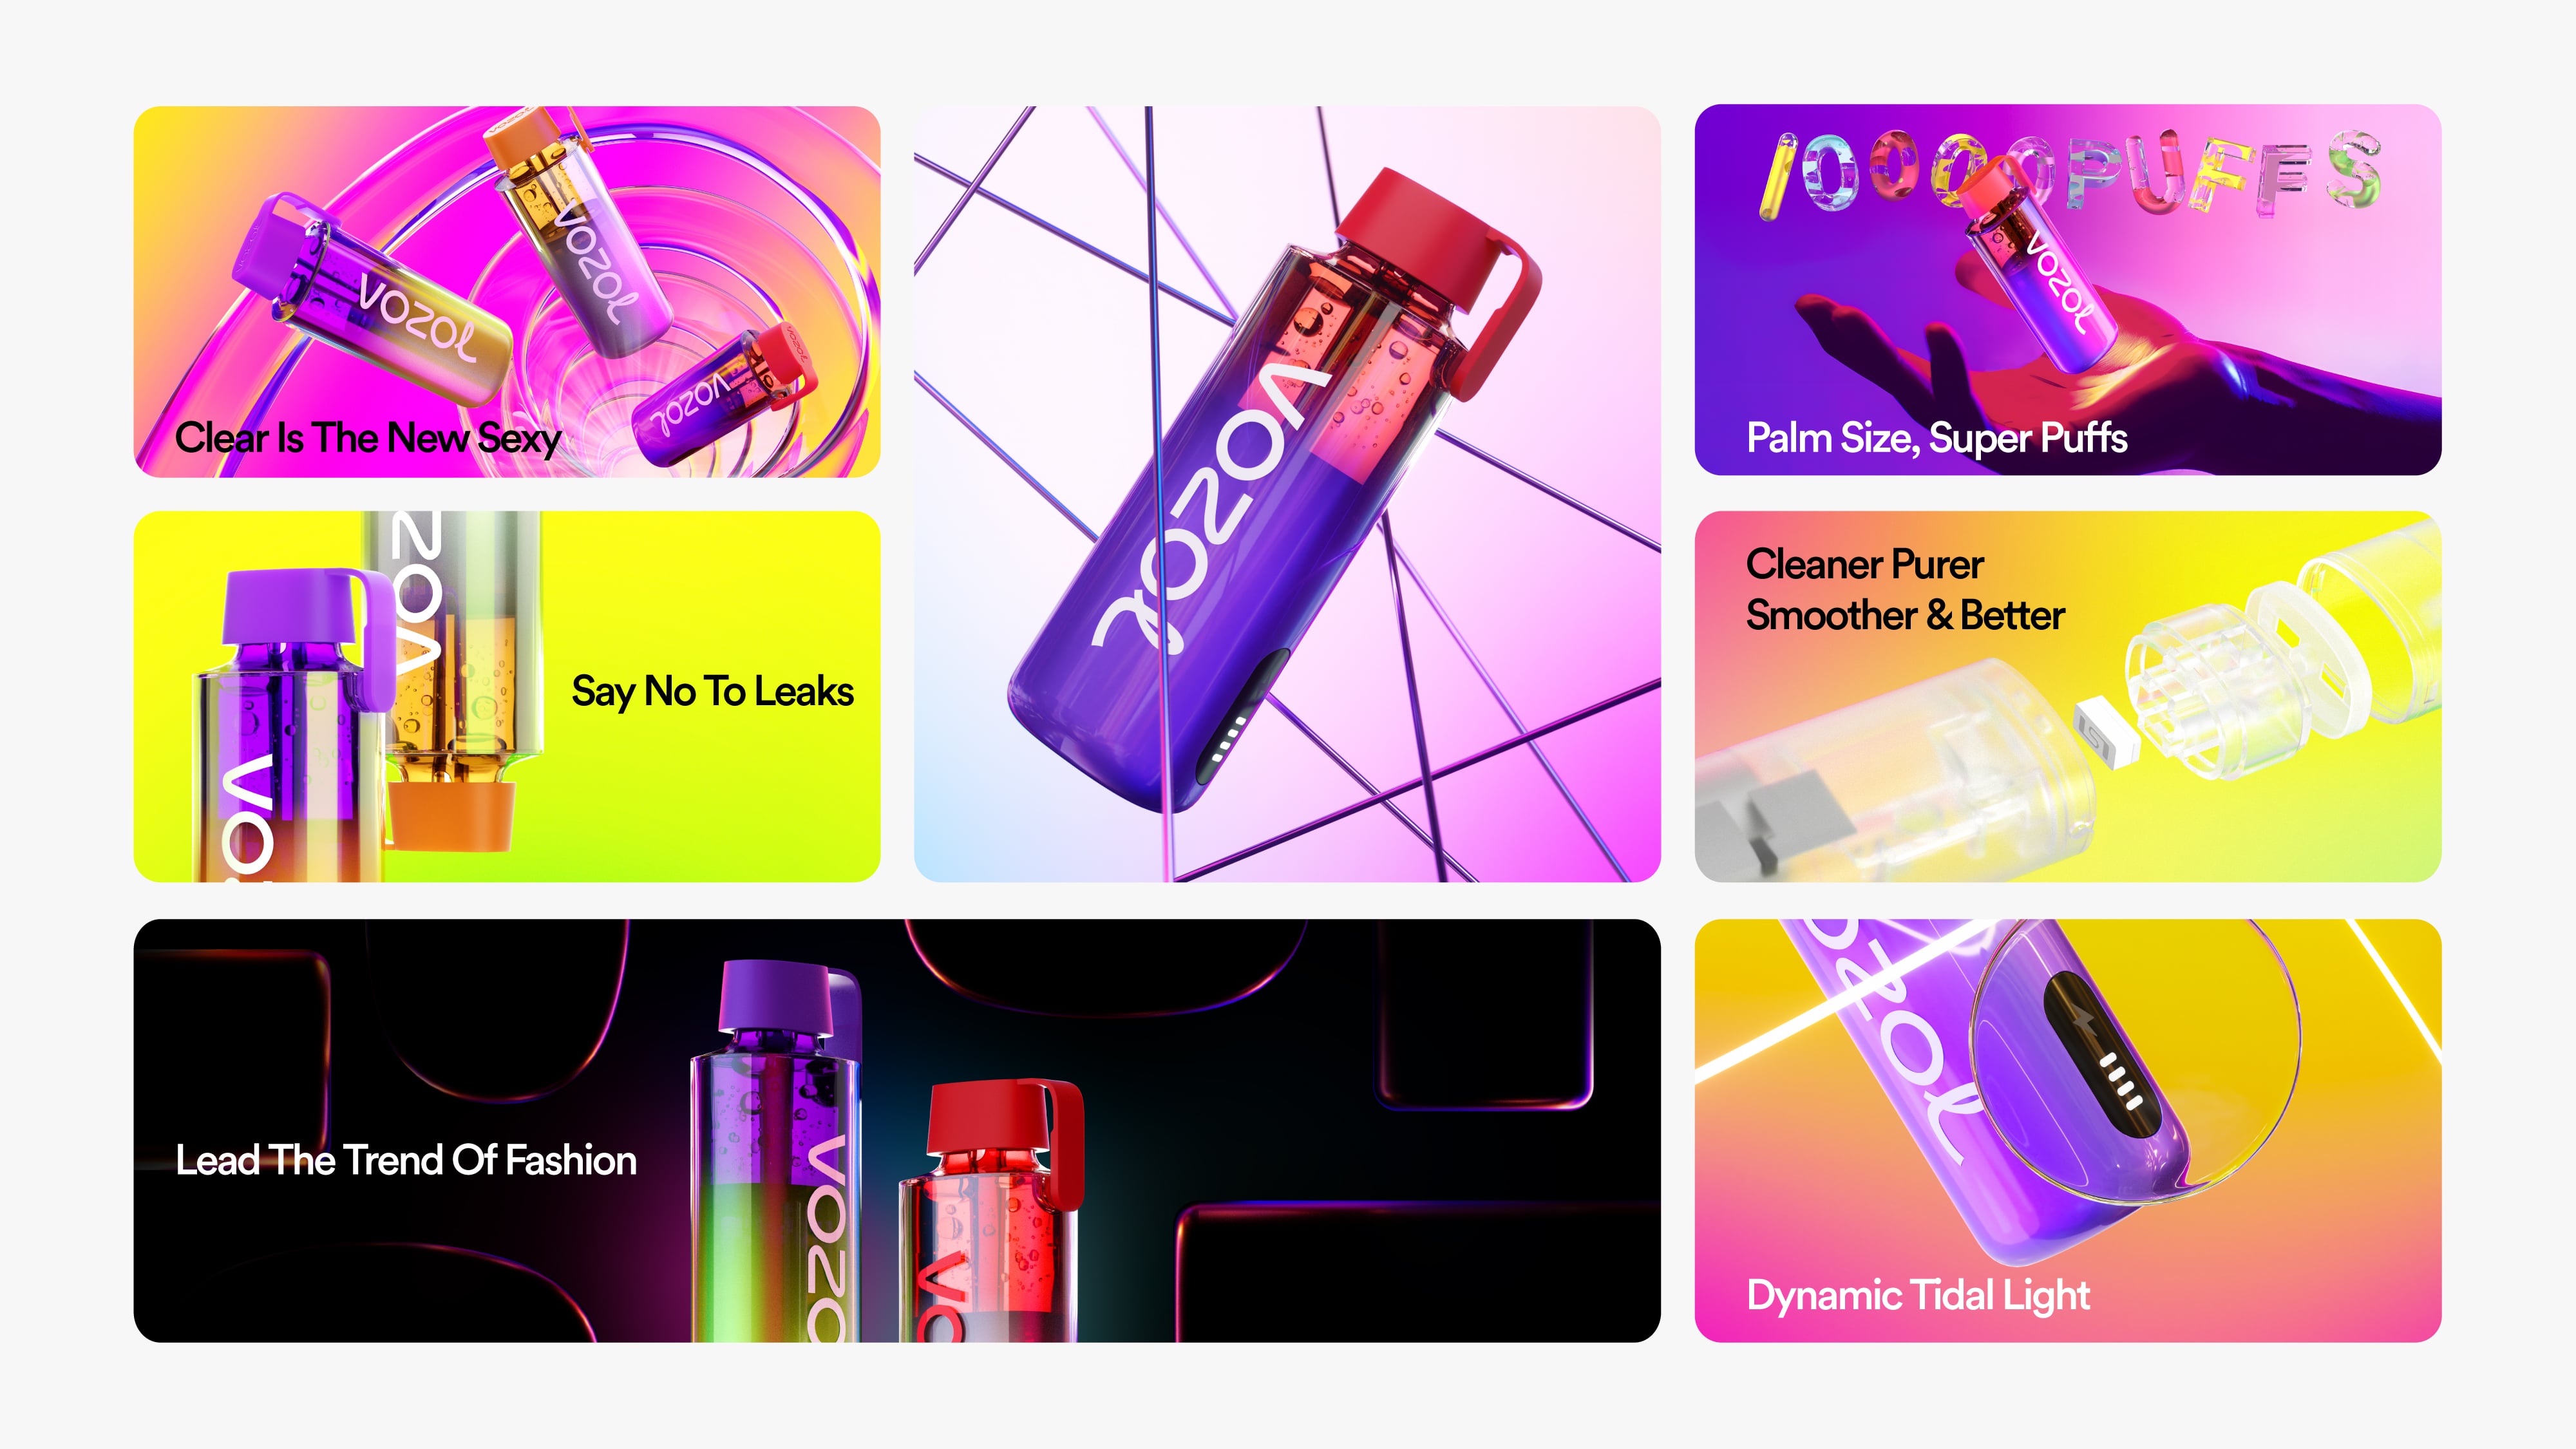 VOZOL
VOZOL
VOZOL
Clear Is The New Sexy
VOZOL
10000PUFFS
VOZOL
Palm Size, Super Puffs
VOZ
VO
Say No To Leaks
Cleaner Purer
Smoother & Better
Lead The Trend Of Fashion
VOZO
VO
OZOL
Dynamic Tidal Light